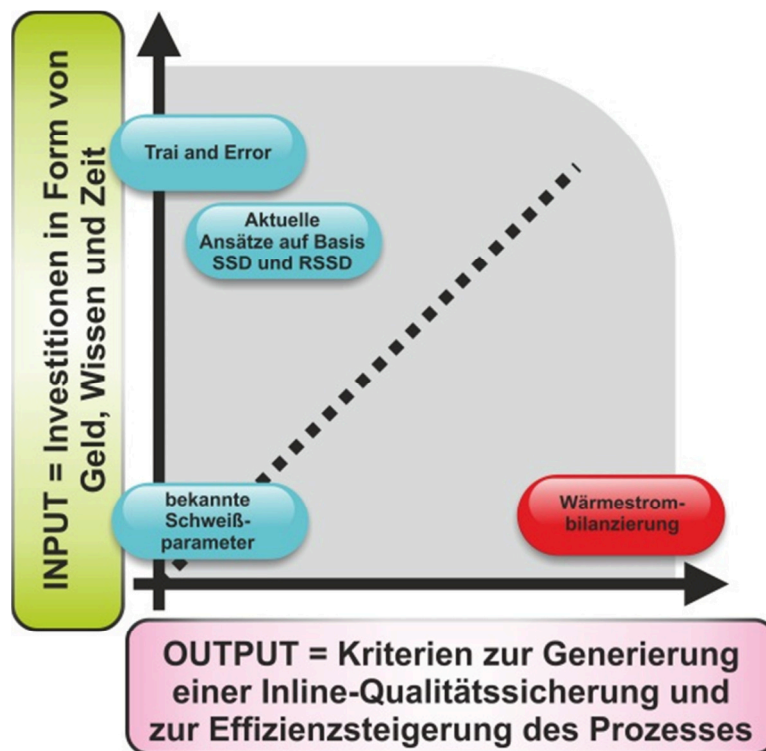 INPUT = Investitionen in Form von
Geld, Wissen und Zeit
Trai and Error
Aktuelle
Ansätze auf Basis
SSD und RSSD
bekannte
Schweiß-
parameter
Wärmestrom-
bilanzierung
OUTPUT = Kriterien zur Generierung
einer Inline-Qualitätssicherung und
zur Effizienzsteigerung des Prozesses